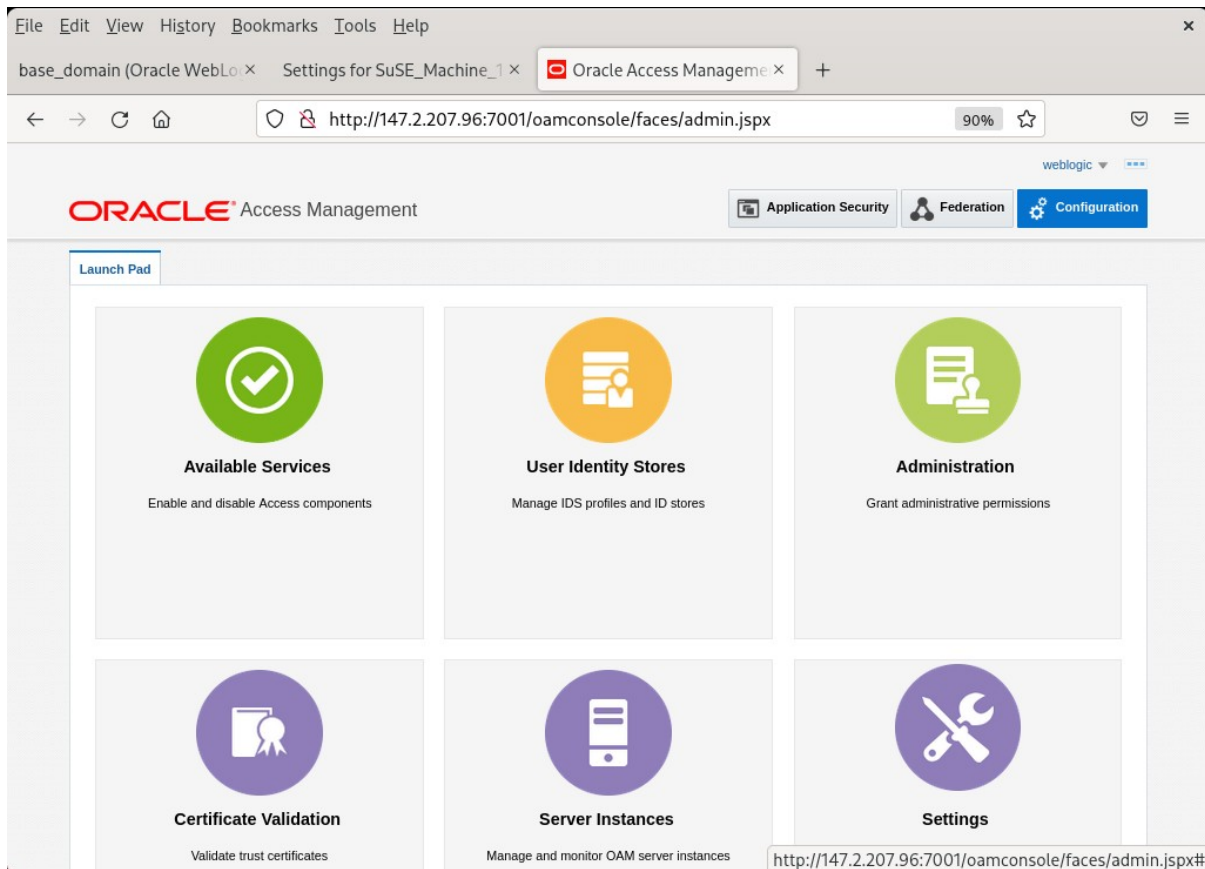 File Edit View History Bookmarks Tools Help
base_domain (Oracle WebLo
Settings for SuSE_Machine_1
Oracle Access Manageme
http://147.2.207.96:7001/oamconsole/faces/admin.jspx
90%
weblogic
ORACLE Access Management
Application Security
Federation
Configuration
Launch Pad
Available Services
Enable and disable Access components
User Identity Stores
Manage IDS profiles and ID stores
Administration
Grant administrative permissions
Certificate Validation
Validate trust certificates
Server Instances
Manage and monitor OAM server instances
Settings
http://147.2.207.96:7001/oamconsole/faces/admin.jspx#